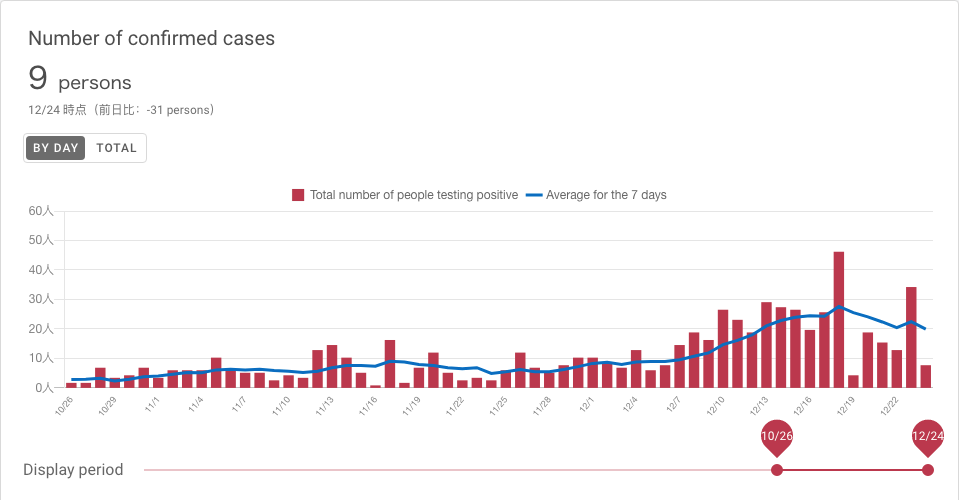 Number of confirmed cases
9 persons
12/24 時点（前日比：-31 persons）
BY DAY TOTAL
Total number of people testing positive Average for the 7 days
60人
50人
40人
30人
20人
10人
0人
10/26 10/29 11/1 11/4 11/7 11/10 11/13 11/16 11/19 11/22 11/25 11/28 12/1 12/4 12/7 12/10 12/13 12/16 12/19 12/22
10/26 12/24
Display period